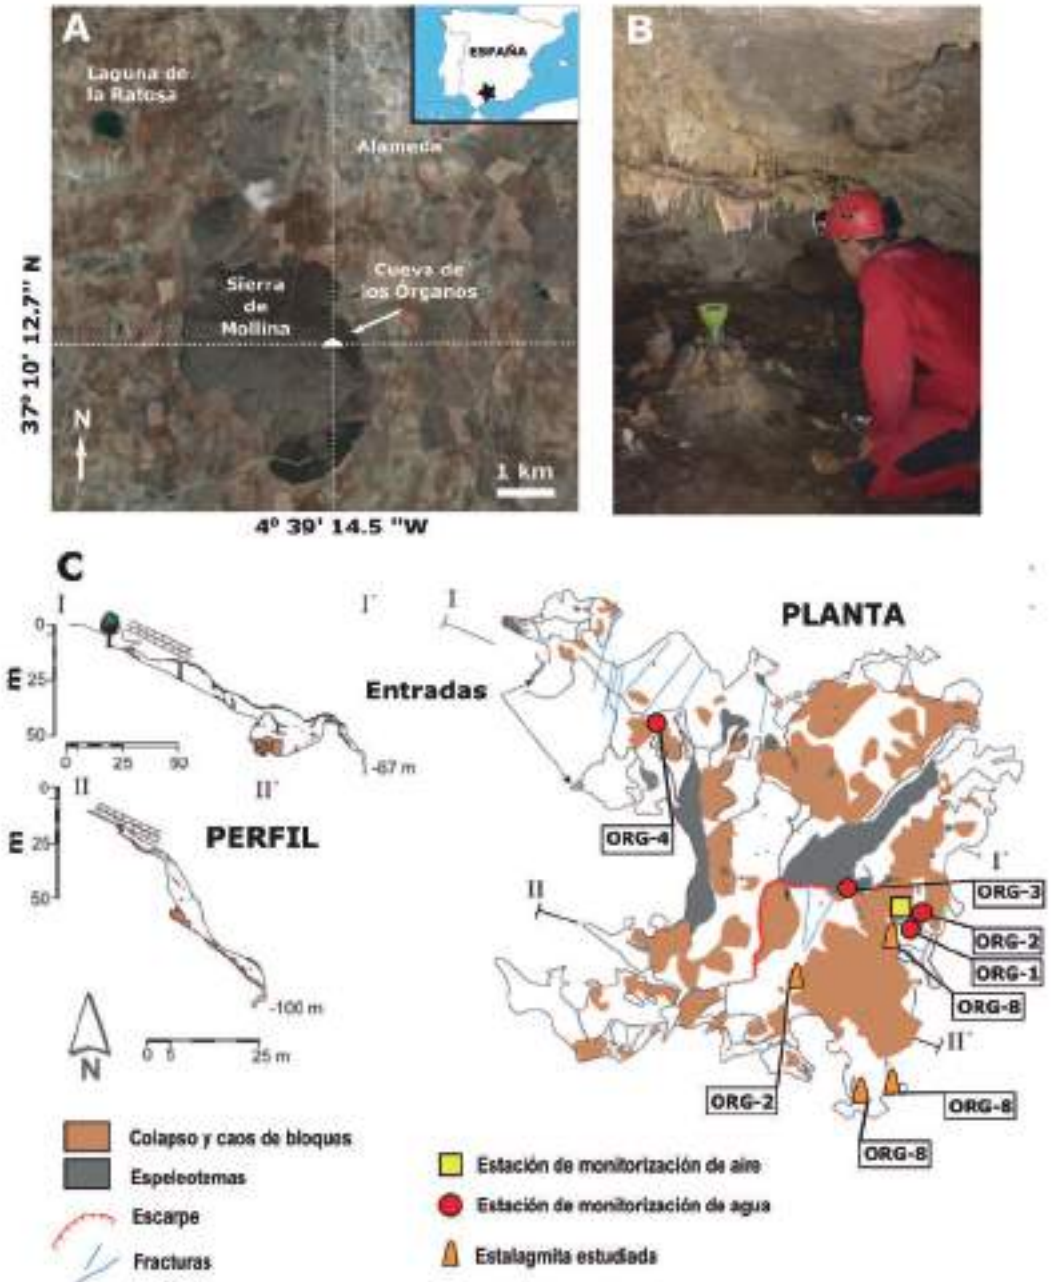 A
Laguna de
la Ratosa
ESPAÑA
Alameda
Cueva de
los Órganos
Sierra
de
Mollina
37º 10' 12.7" N
N
1 km
4º 39' 14.5 "W
B
C
I
I'
0
m
25
50
0 25 50
-67 m
II
II'
0
m
25
50
PERFIL
-100 m
N
0 5 25 m
PLANTA
I
Entradas
ORG-4
I'
II
ORG-3
ORG-2
ORG-1
ORG-8
II'
ORG-2
ORG-8
ORG-8
Colapso y caos de bloques
Espeleotemas
Escarpe
Fracturas
Estación de monitorización de aire
Estación de monitorización de agua
Estalagmita estudiada